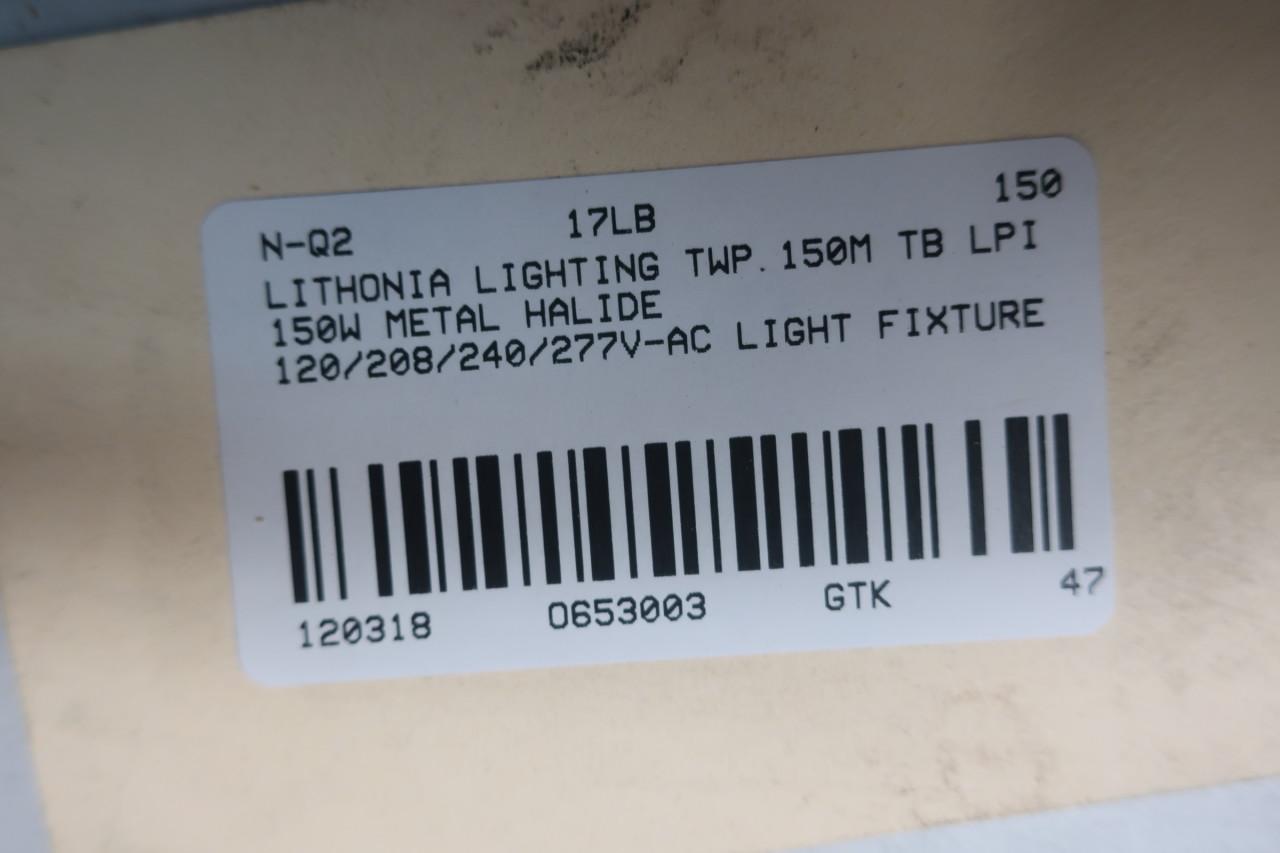 N-Q2 17LB 150
LITHONIA LIGHTING TWP.150M TB LPI
150W METAL HALIDE
120/208/240/277V-AC LIGHT FIXTURE
120318 O653003 GTK 47